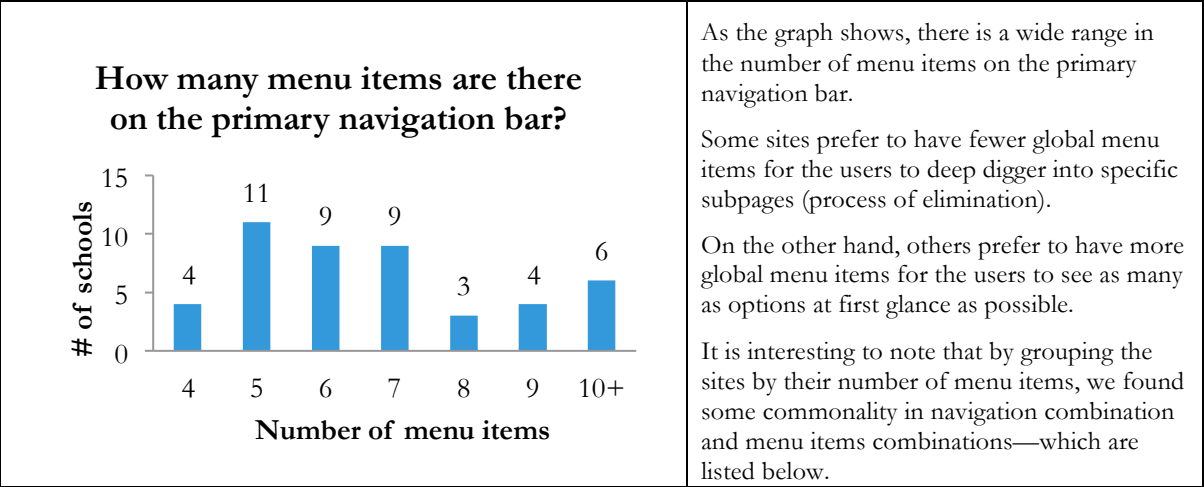 How many menu items are there
on the primary navigation bar?
# of schools
15
10
5
0
4
11
9
9
3
4
6
4 5 6 7 8 9 10+
Number of menu items
As the graph shows, there is a wide range in
the number of menu items on the primary
navigation bar.
Some sites prefer to have fewer global menu
items for the users to deep digger into specific
subpages (process of elimination).
On the other hand, others prefer to have more
global menu items for the users to see as many
as options at first glance as possible.
It is interesting to note that by grouping the
sites by their number of menu items, we found
some commonality in navigation combination
and menu items combinations—which are
listed below.